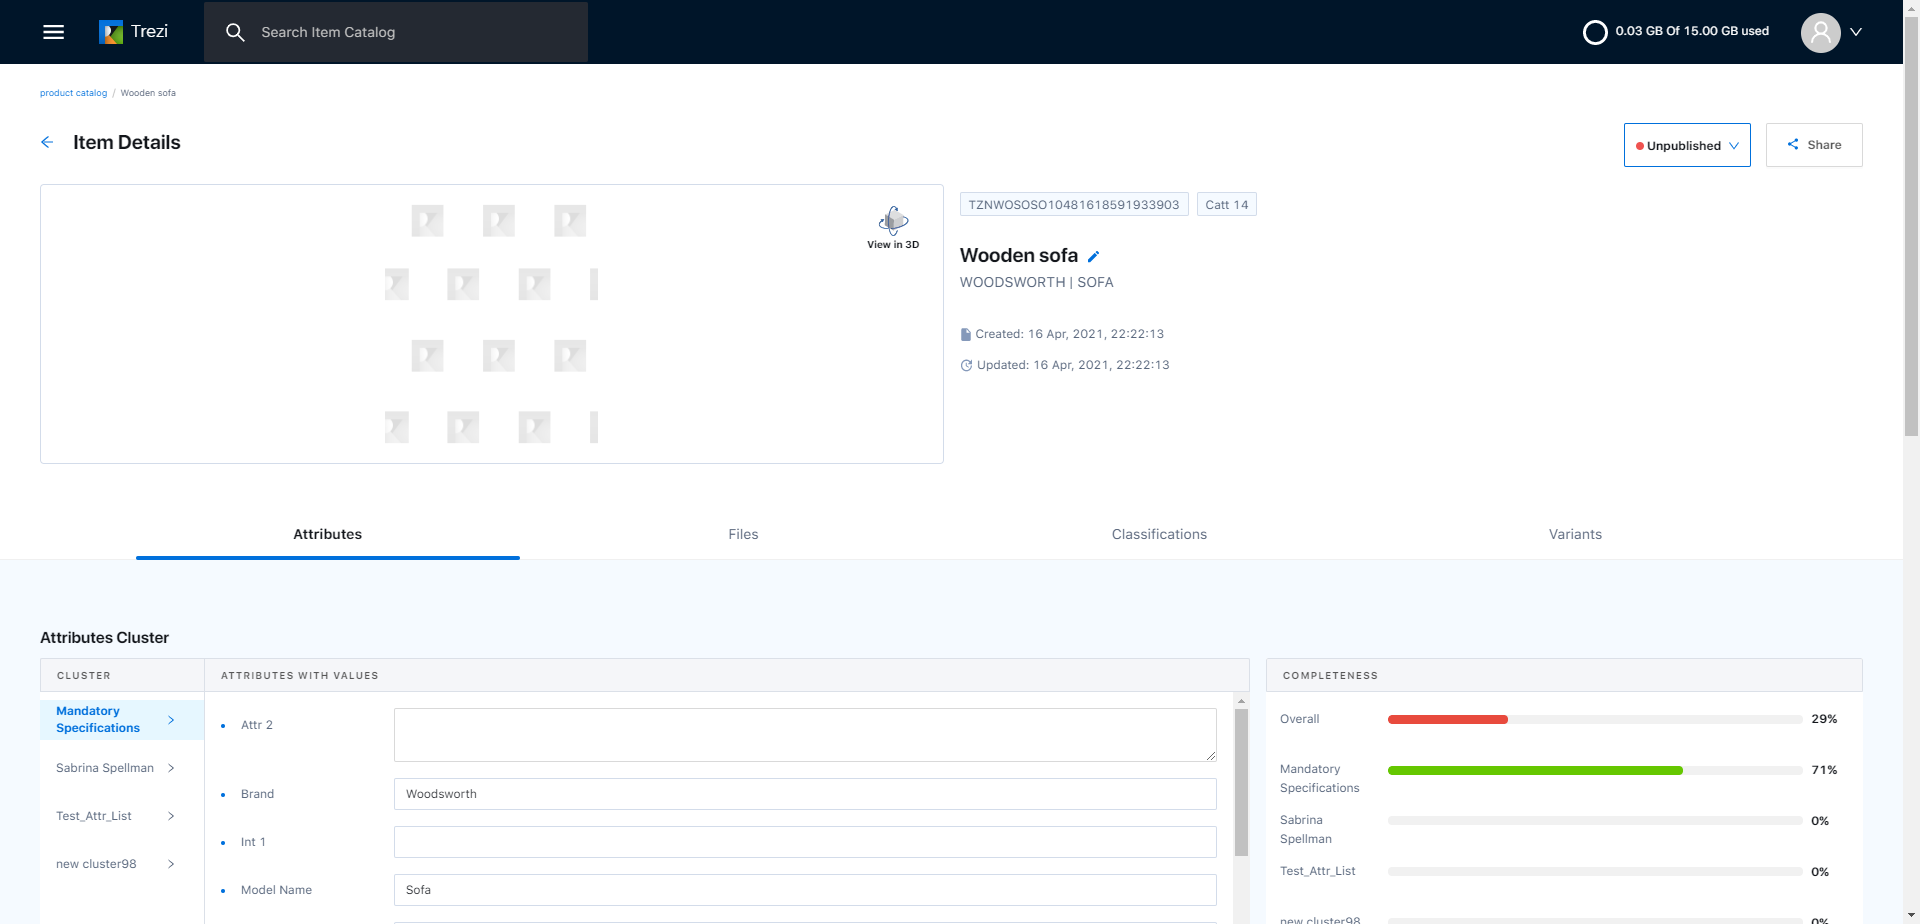 Trezi
Search Item Catalog
0.03 GB Of 15.00 GB used
product catalog / Wooden sofa
Item Details
Unpublished
Share
View in 3D
TZNWOSOSO10481618591933903
Catt 14
Wooden sofa
WOODSWORTH | SOFA
Created: 16 Apr, 2021, 22:22:13
Updated: 16 Apr, 2021, 22:22:13
Attributes
Files
Classifications
Variants
Attributes Cluster
CLUSTER
ATTRIBUTES WITH VALUES
COMPLETENESS
Mandatory
Specifications
Sabrina Spellman
Test_Attr_List
new cluster98
Attr 2
Brand
Woodsworth
Int 1
Model Name
Sofa
Overall
29%
Mandatory
Specifications
71%
Sabrina
Spellman
0%
Test_Attr_List
0%
new cluster98
0%